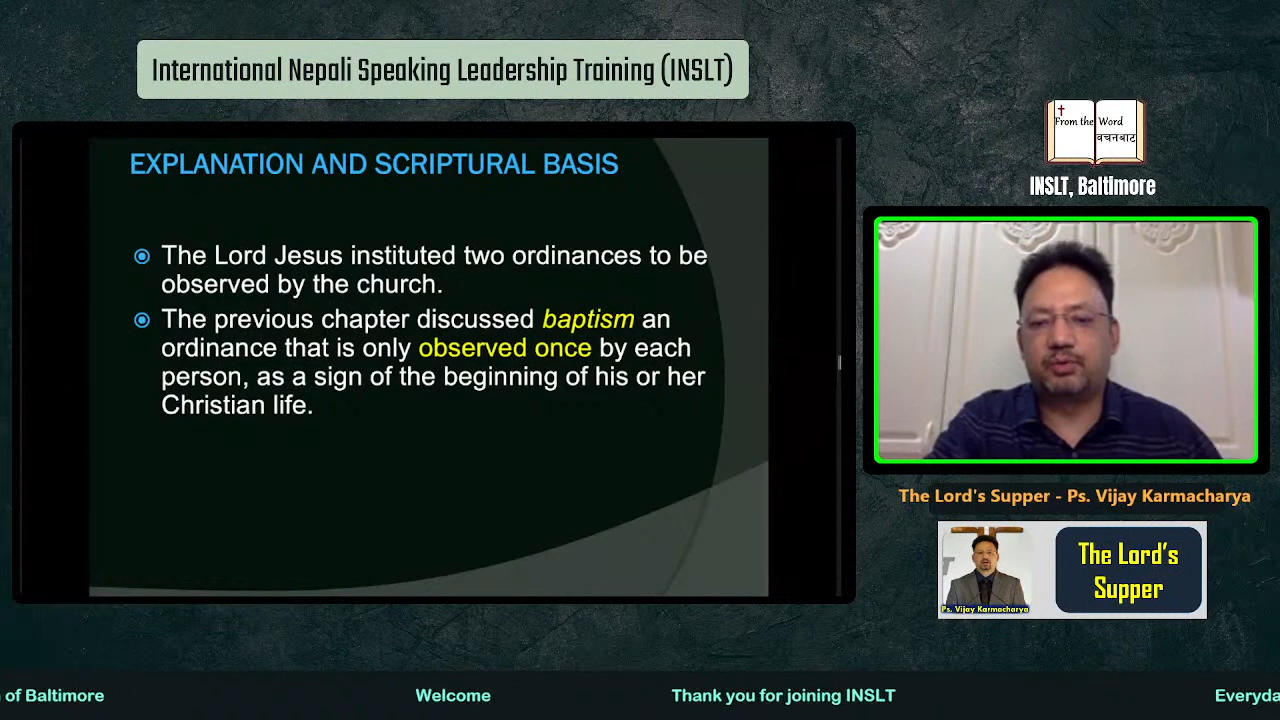 International Nepali Speaking Leadership Training (INSLT)
From the Word
वचनबाट
INSLT, Baltimore
EXPLANATION AND SCRIPTURAL BASIS
The Lord Jesus instituted two ordinances to be
observed by the church.
The previous chapter discussed baptism an
ordinance that is only observed once by each
person, as a sign of the beginning of his or her
Christian life.
The Lord's Supper - Ps. Vijay Karmacharya
The Lord's
Supper
Ps. Vijay Karmacharya
of Baltimore
Welcome
Thank you for joining INSLT
Everyda